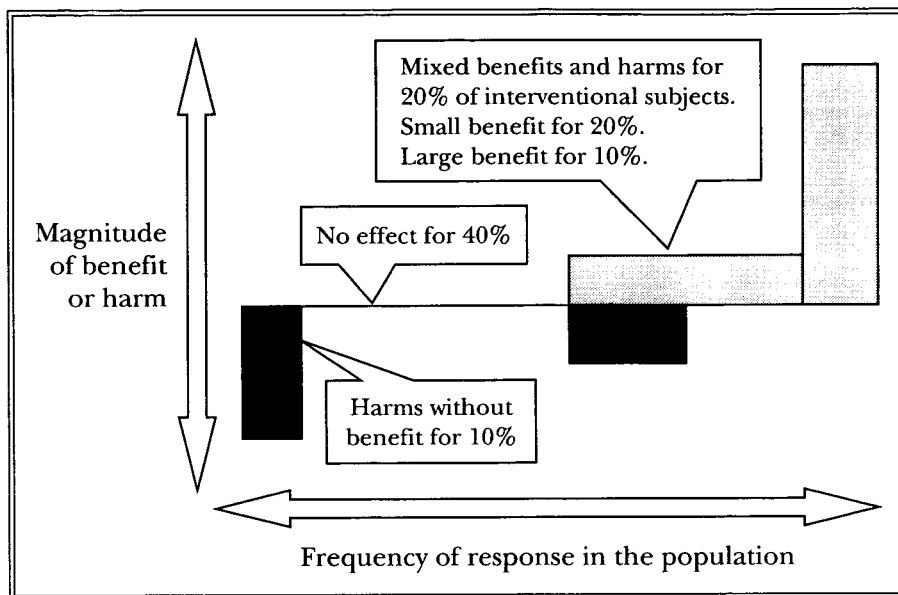 Mixed benefits and harms for
20% of interventional subjects.
Small benefit for 20%.
Large benefit for 10%.
No effect for 40%
Magnitude
of benefit
or harm
Harms without
benefit for 10%
Frequency of response in the population